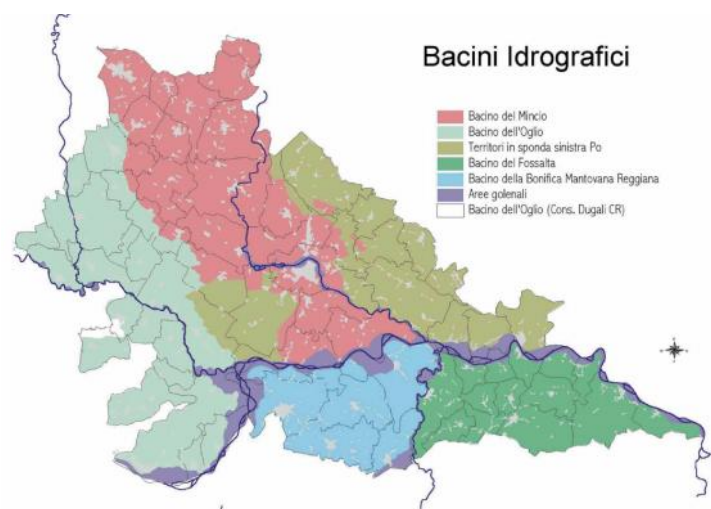 Bacini Idrografici
Bacino del Mincio
Bacino dell'Oglio
Territori in sponda sinistra Po
Bacino del Fossalta
Bacino della Bonifica Mantovana Reggiana
Aree golenali
Bacino dell'Oglio (Cons. Dugali CR)